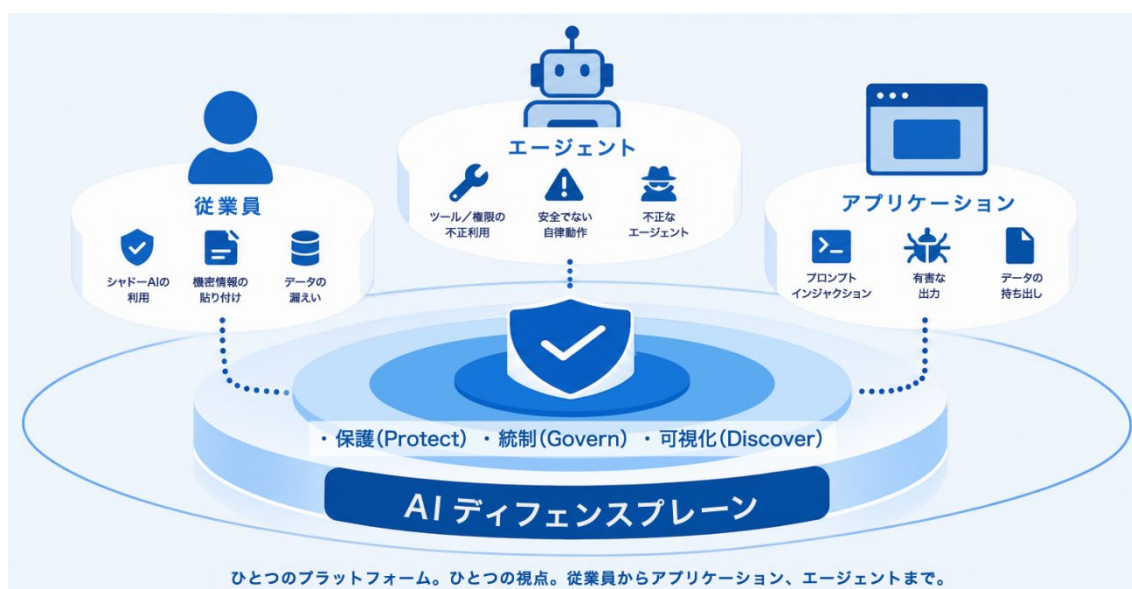 エージェント
ツール／権限の
不正利用
安全でない
自律動作
不正な
エージェント
従業員
シャドーAIの
利用
機密情報の
貼り付け
データの
漏えい
アプリケーション
プロンプト
インジャクション
有害な
出力
データの
持ち出し
・保護(Protect) ・統制(Govern) ・可視化(Discover)
AI ディフェンスプレーン
ひとつのプラットフォーム。ひとつの視点。従業員からアプリケーション、エージェントまで。